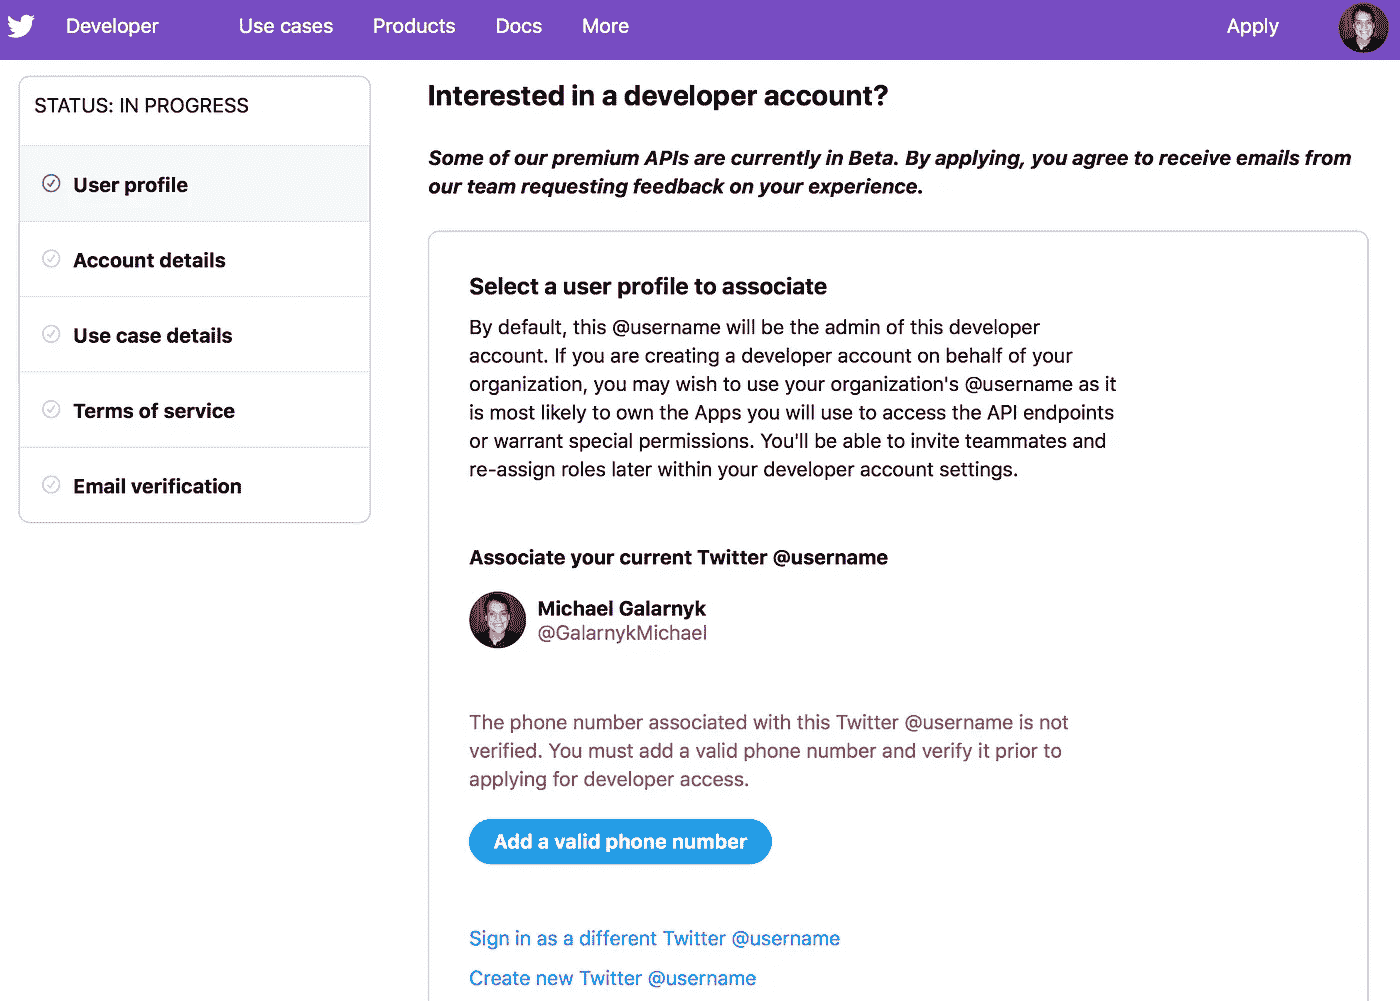 Developer Use cases Products Docs More Apply
STATUS: IN PROGRESS
User profile
Account details
Use case details
Terms of service
Email verification
Interested in a developer account?
Some of our premium APIs are currently in Beta. By applying, you agree to receive emails from
our team requesting feedback on your experience.
Select a user profile to associate
By default, this @username will be the admin of this developer
account. If you are creating a developer account on behalf of your
organization, you may wish to use your organization's @username as it
is most likely to own the Apps you will use to access the API endpoints
or warrant special permissions. You'll be able to invite teammates and
re-assign roles later within your developer account settings.
Associate your current Twitter @username
Michael Galarnyk
@GalarnykMichael
The phone number associated with this Twitter @username is not
verified. You must add a valid phone number and verify it prior to
applying for developer access.
Add a valid phone number
Sign in as a different Twitter @username
Create new Twitter @username